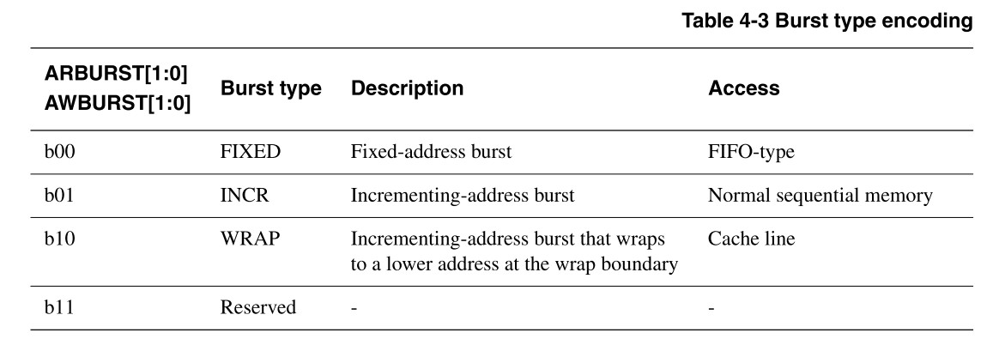 Table 4-3 Burst type encoding
ARBURST[1:0]
AWBURST[1:0] Burst type Description Access
b00 FIXED Fixed-address burst FIFO-type
b01 INCR Incrementing-address burst Normal sequential memory
b10 WRAP Incrementing-address burst that wraps Cache line
to a lower address at the wrap boundary
b11 Reserved - -